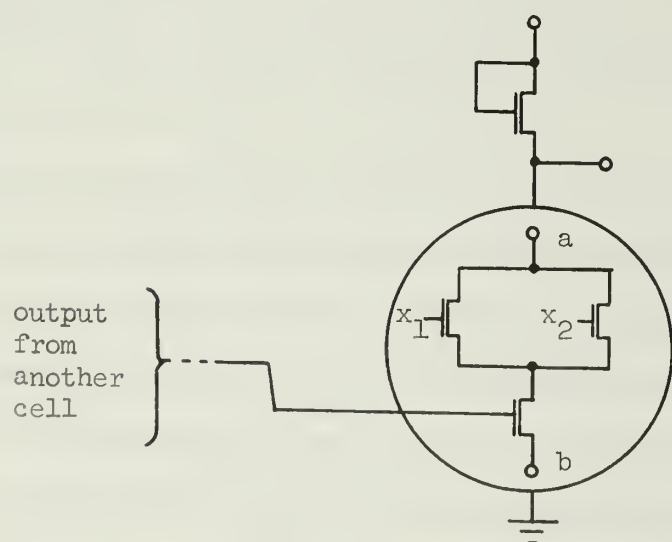 a
x₁
x₂
output
from
another
cell
b